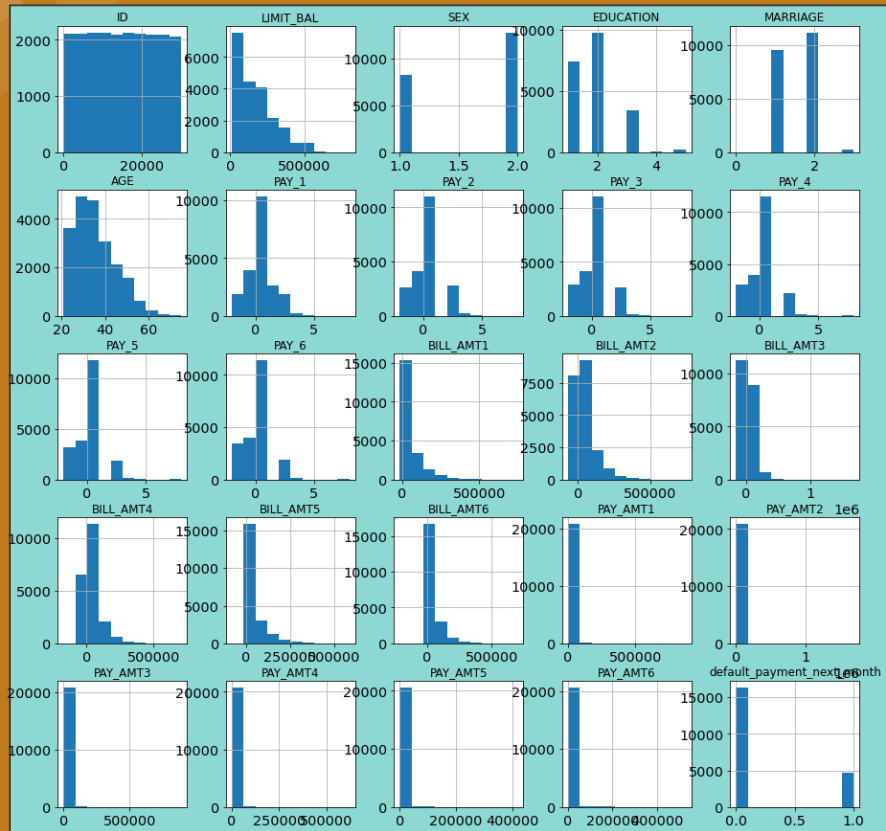 ID LIMIT_BAL SEX EDUCATION MARRIAGE
2000 1000 0 6000 4000 2000 0 10000 5000 0 10000 5000 0 10000 5000 0
0 20000 0 500000 1.0 1.5 2.0 2 4 0 2
AGE PAY_1 PAY_2 PAY_3 PAY_4
4000 2000 0 10000 5000 0 10000 5000 0 10000 5000 0 10000 5000 0
20 40 60 0 5 0 5 0 5 0 5
PAY_5 PAY_6 BILL_AMT1 BILL_AMT2 BILL_AMT3
10000 5000 0 10000 5000 0 15000 10000 5000 0 7500 5000 2500 0 10000 5000 0
0 5 0 5 0 500000 0 500000 0 1
BILL_AMT4 BILL_AMT5 BILL_AMT6 PAY_AMT1 PAY_AMT2 1e6
10000 5000 0 15000 10000 5000 0 15000 10000 5000 0 20000 10000 0 20000 10000 0
0 500000 0 250000 500000 0 500000 0 500000 0 1
PAY_AMT3 PAY_AMT4 PAY_AMT5 PAY_AMT6 default_payment_next_month 1e6
20000 10000 0 20000 10000 0 20000 10000 0 20000 10000 0 15000 10000 5000 0
0 500000 0 250000 500000 0 200000 400000 0 200000 400000 0.0 0.5 1.0